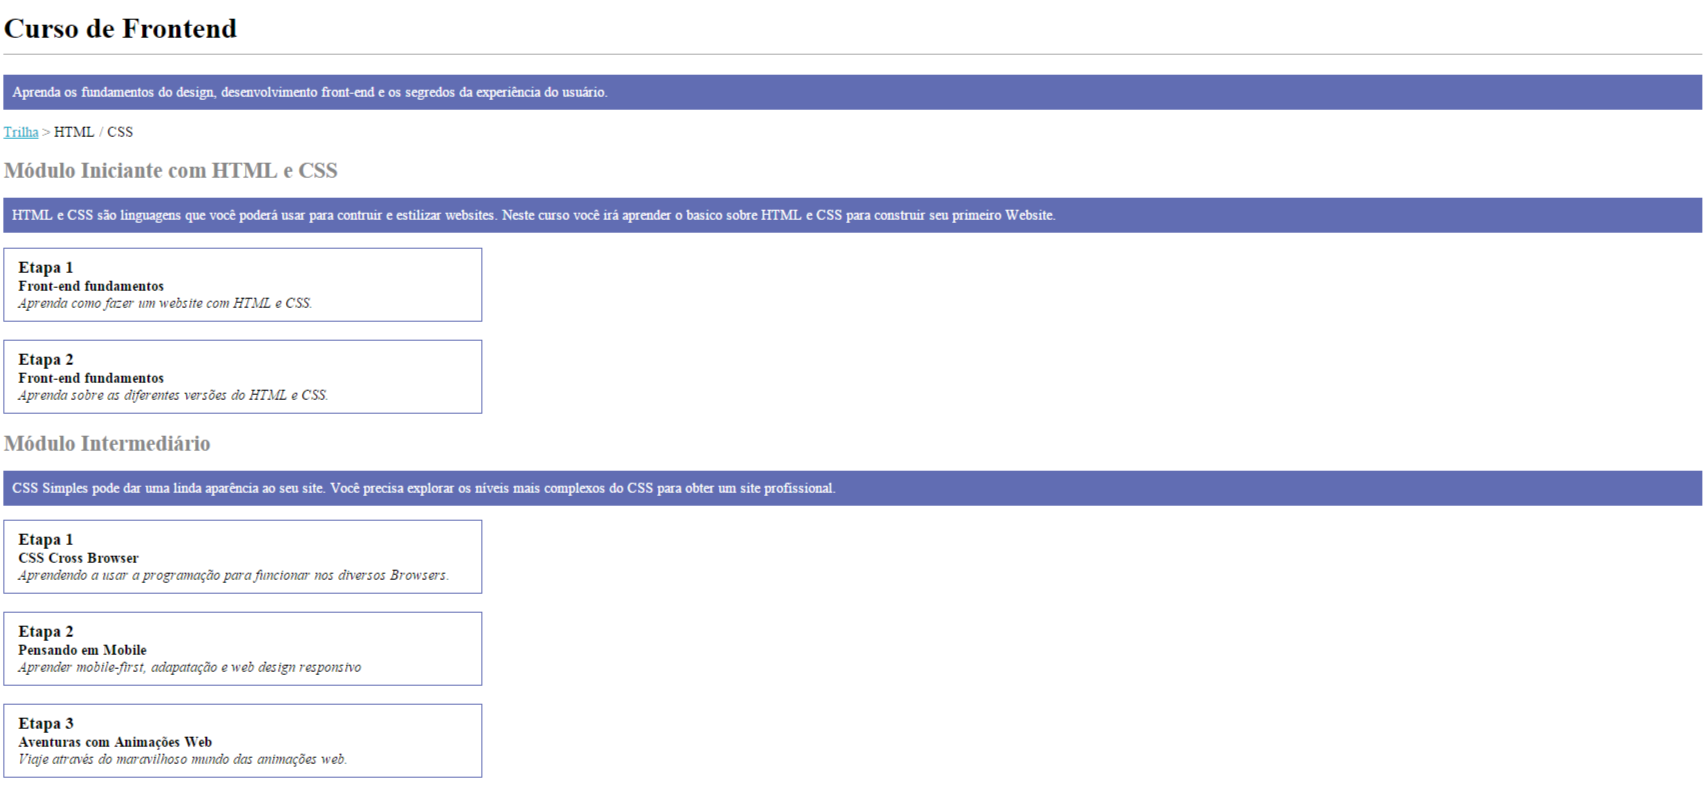 Curso de Frontend
Aprenda os fundamentos do design, desenvolvimento front-end e os segredos da experiência do usuário.
Trilha > HTML / CSS
Módulo Iniciante com HTML e CSS
HTML e CSS são linguagens que você poderá usar para contruir e estilizar websites. Neste curso você irá aprender o basico sobre HTML e CSS para construir seu primeiro Website.
Etapa 1
Front-end fundamentos
Aprenda como fazer um website com HTML e CSS.
Etapa 2
Front-end fundamentos
Aprenda sobre as diferentes versões do HTML e CSS.
Módulo Intermediário
CSS Simples pode dar uma linda aparência ao seu site. Você precisa explorar os níveis mais complexos do CSS para obter um site profissional.
Etapa 1
CSS Cross Browser
Aprendendo a usar a programação para funcionar nos diversos Browsers.
Etapa 2
Pensando em Mobile
Aprender mobile-first, adapatação e web design responsivo
Etapa 3
Aventuras com Animações Web
Viaje através do maravilhoso mundo das animações web.